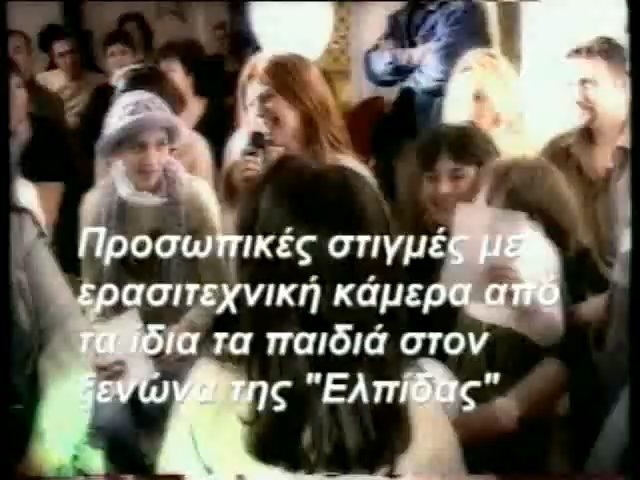 Προσωπικές στιγμές με
ερασιτεχνική κάμερα από
τα ίδια τα παιδιά στον
ξενώνα της "Ελπίδας"